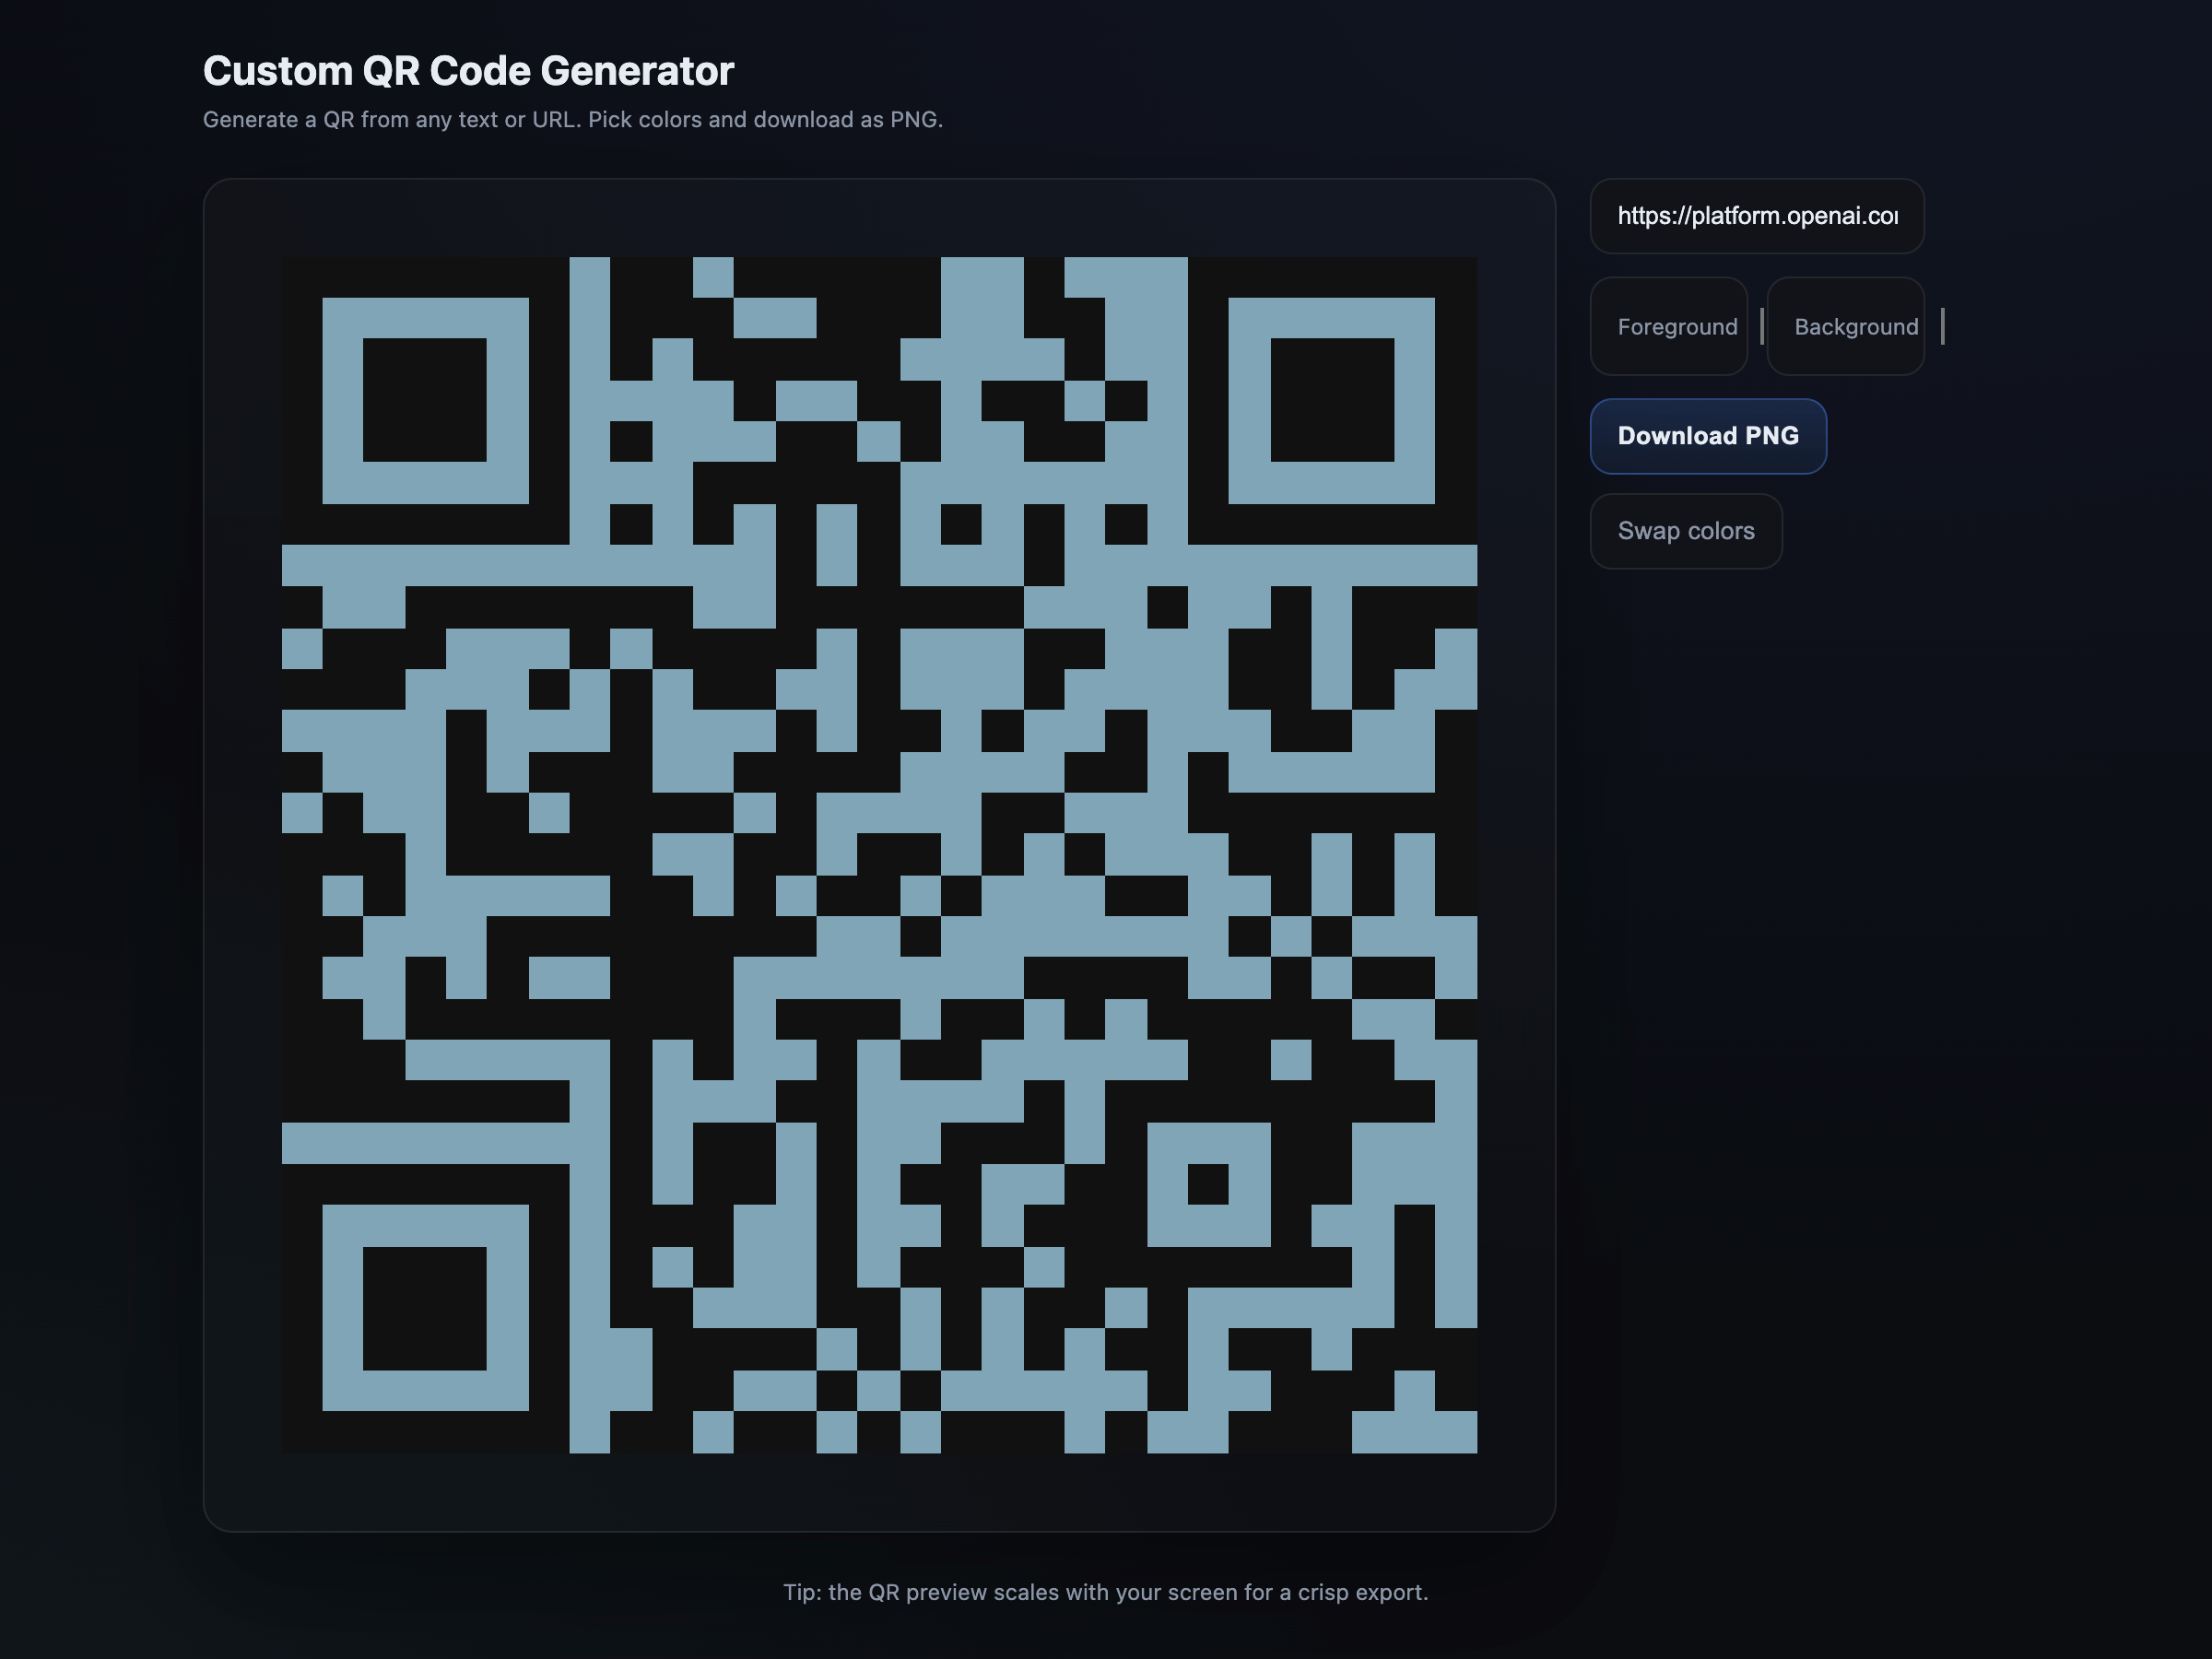 Custom QR Code Generator
Generate a QR from any text or URL. Pick colors and download as PNG.
https://platform.openai.co
Foreground
Background
Download PNG
Swap colors
Tip: the QR preview scales with your screen for a crisp export.